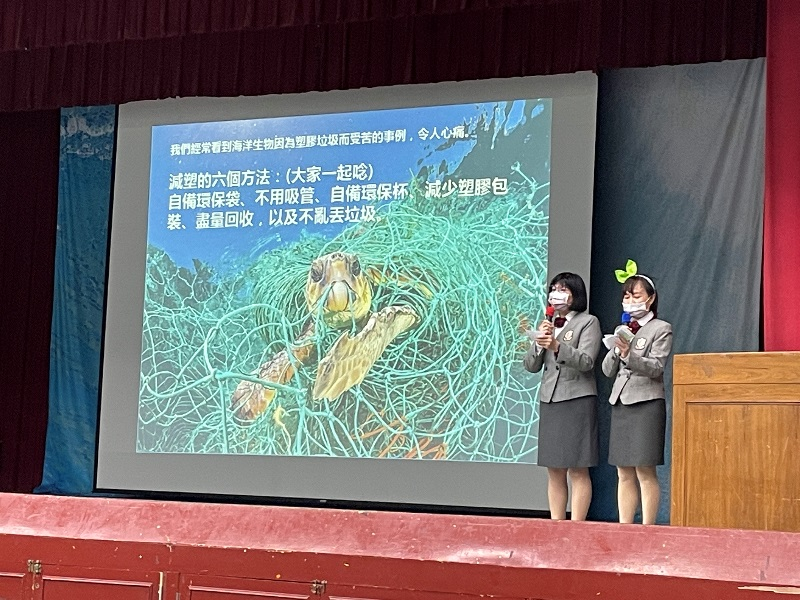 我們經常看到海洋生物因為塑膠垃圾而受苦的事例，令人心痛。
減塑的六個方法：(大家一起唸)
自備環保袋、不用吸管、自備環保杯、減少塑膠包
裝、盡量回收，以及不亂丟垃圾。